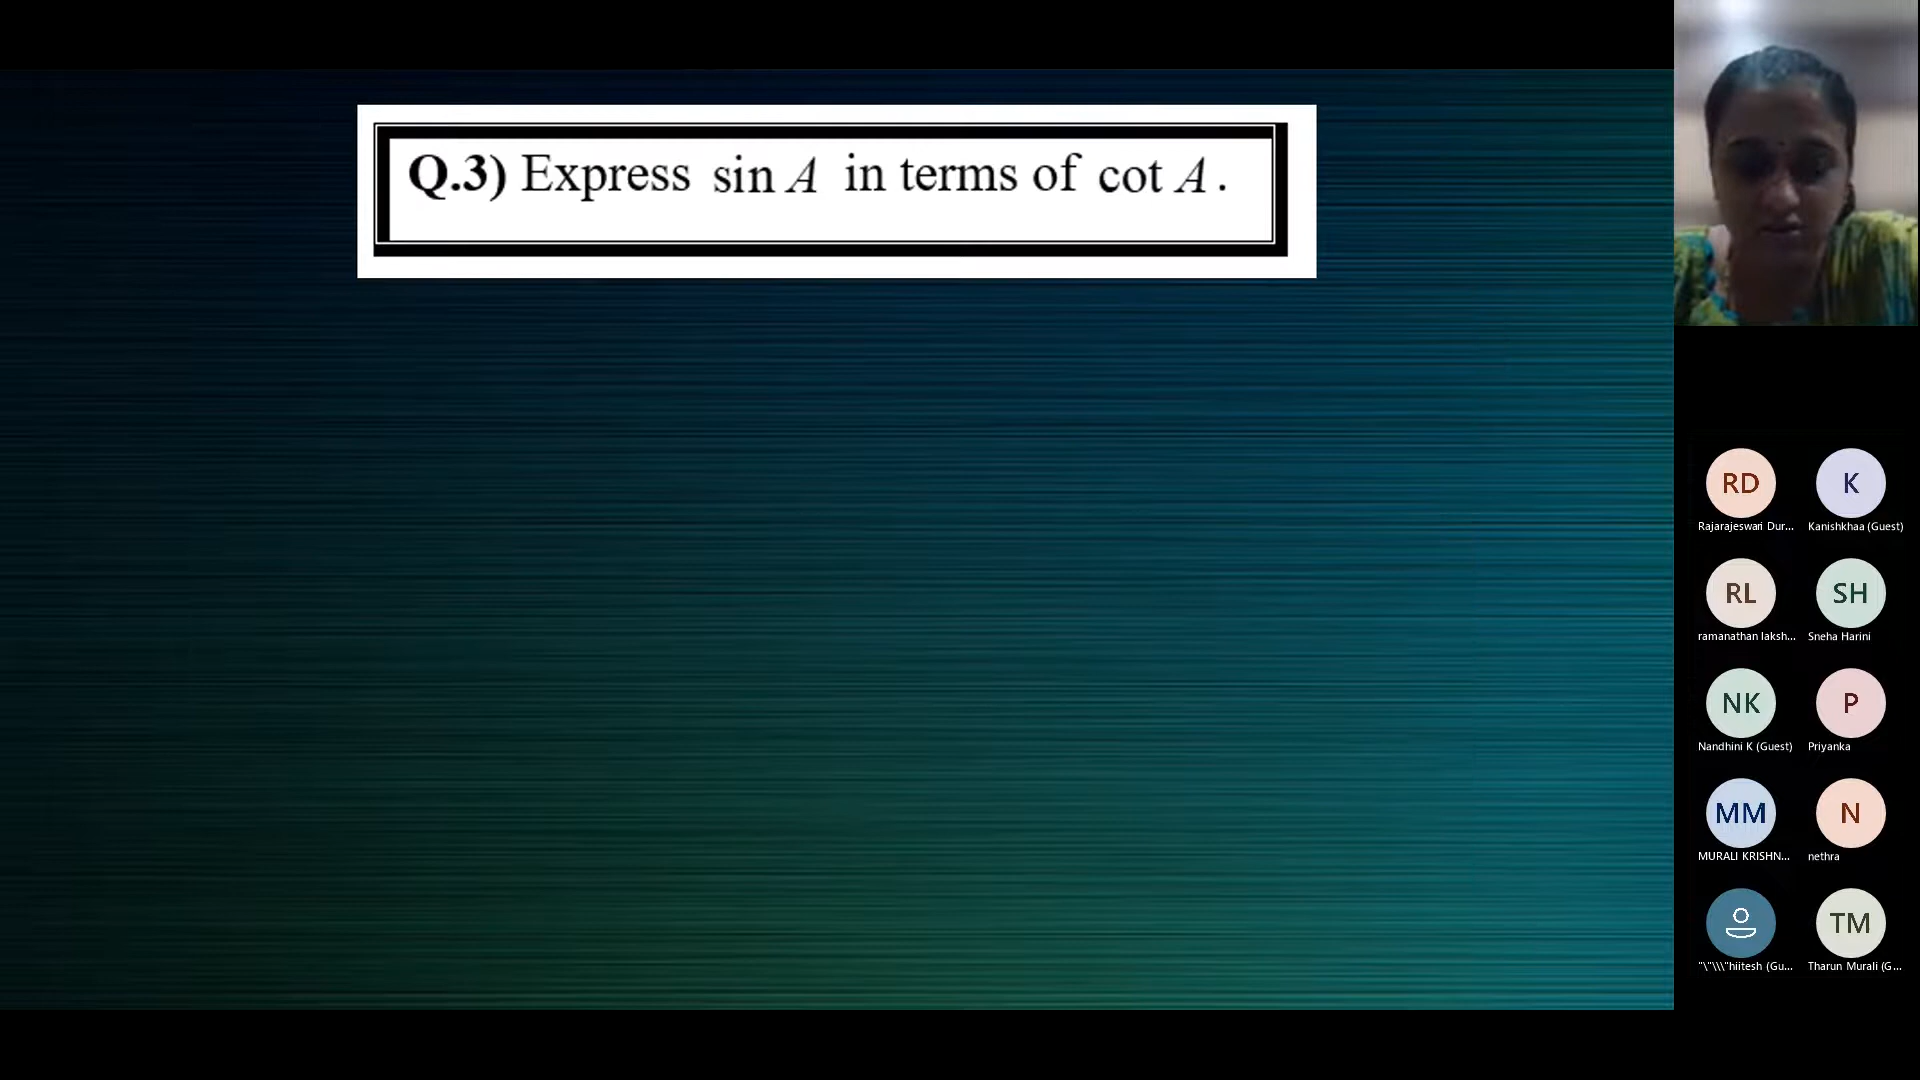 Q.3) Express sin A in terms of cot A.
RD
K
Rajarajeswari Dur...
Kanishkhaa (Guest)
RL
SH
ramanathan laksh...
Sneha Harini
NK
P
Nandhini K (Guest)
Priyanka
MM
N
MURALI KRISHN...
nethra
TM
"\"\\\"hiitesh (Gu...
Tharun Murali (G...